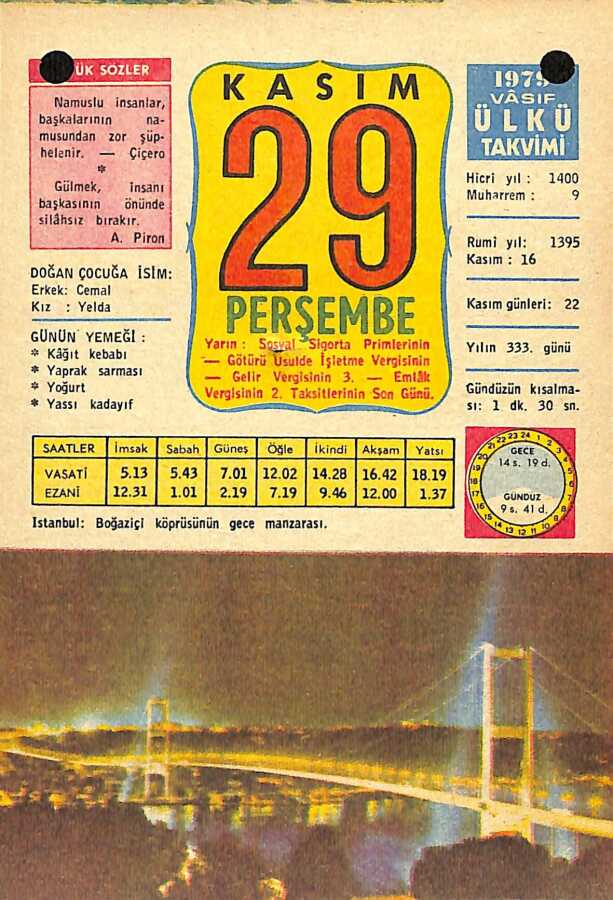 ÜK SÖZLER
Namuslu insanları,
başkalarının na-
musundan zor şüp-
helenir. — Çiçero
*
Gülmek, insanı
başkasının önünde
silâhsız bırakır.
A. Piron
DOĞAN ÇOCUĞA İSİM:
Erkek: Cemal
Kız : Yelda
GÜNÜN YEMEĞİ :
* Kâğıt kebabı
* Yaprak sarması
* Yoğurt
* Yassı kadayıf
KASIM
29
PERŞEMBE
Yarın : Sosyal Sigorta Primlerinin
— Götürü Usulde İşletme Vergisinin
— Gelir Vergisinin 3. — Emlâk
Vergisinin 2. Taksitlerinin Son Günü.
1979
VÂSIF
ÜLKÜ
TAKVİMİ
Hicri yıl : 1400
Muharrem : 9
Rumi yıl: 1395
Kasım : 16
Kasım günleri: 22
Yılın 333. günü
Gündüzün kısalma-
sı: 1 dk. 30 sn.
SAATLER İmsak Sabah Güneş Öğle İkindi Akşam Yatsı
VASATİ 5.13 5.43 7.01 12.02 14.28 16.42 18.19
EZANİ 12.31 1.01 2.19 7.19 9.46 12.00 1.37
GECE
14 s. 19 d.
GÜNDÜZ
9 s. 41 d.
İstanbul: Boğaziçi köprüsünün gece manzarası.